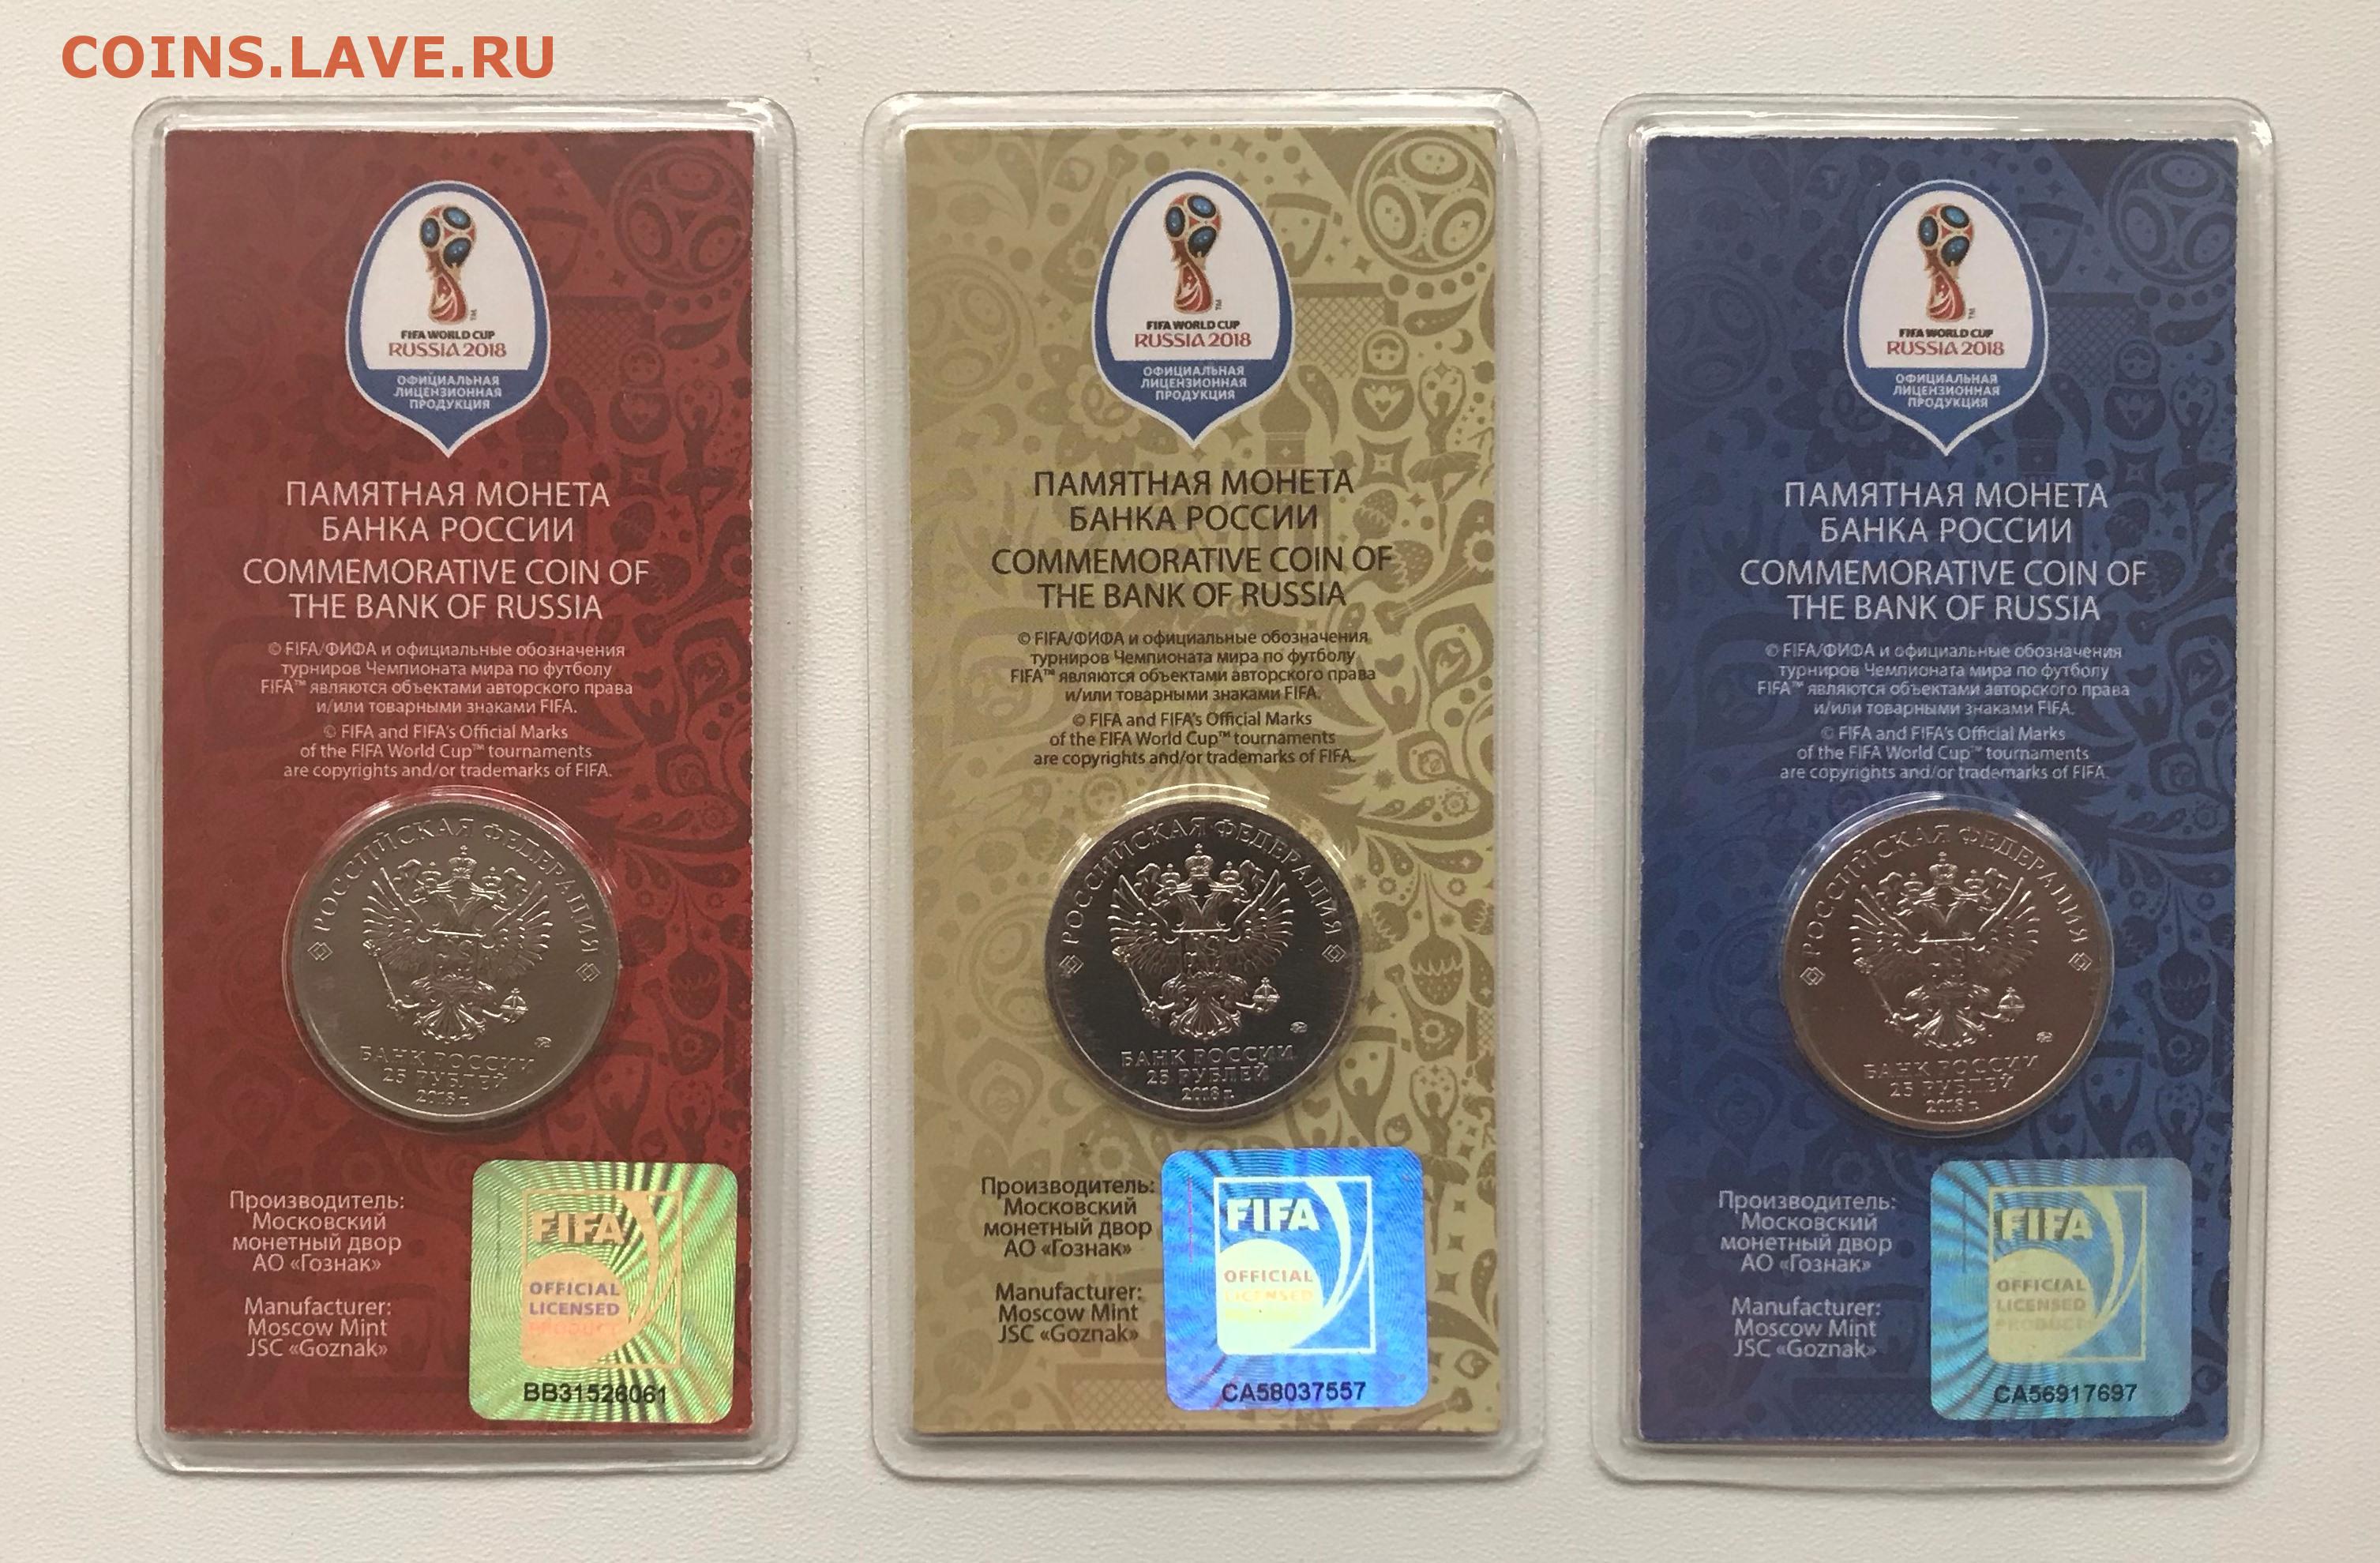 COINS.LAVE.RU
FIFA WORLD CUP
RUSSIA 2018
ОФИЦИАЛЬНАЯ
ЛИЦЕНЗИОННАЯ
ПРОДУКЦИЯ
ПАМЯТНАЯ МОНЕТА
БАНКА РОССИИ
COMMEMORATIVE COIN OF
THE BANK OF RUSSIA
© FIFA/ФИФА и официальные обозначения
турниров Чемпионата мира по футболу
FIFA™ являются объектами авторского права
и/или товарными знаками FIFA.
© FIFA and FIFA's Official Marks
of the FIFA World Cup™ tournaments
are copyrights and/or trademarks of FIFA.
РОССИЙСКАЯ ФЕДЕРАЦИЯ
БАНК РОССИИ
25 РУБЛЕЙ
2018 г.
Производитель:
Московский
монетный двор
АО «Гознак»
Manufacturer:
Moscow Mint
JSC «Goznak»
FIFA
OFFICIAL
LICENSED
PRODUCT
BB31526061
FIFA WORLD CUP
RUSSIA 2018
ОФИЦИАЛЬНАЯ
ЛИЦЕНЗИОННАЯ
ПРОДУКЦИЯ
ПАМЯТНАЯ МОНЕТА
БАНКА РОССИИ
COMMEMORATIVE COIN OF
THE BANK OF RUSSIA
© FIFA/ФИФА и официальные обозначения
турниров Чемпионата мира по футболу
FIFA™ являются объектами авторского права
и/или товарными знаками FIFA.
© FIFA and FIFA's Official Marks
of the FIFA World Cup™ tournaments
are copyrights and/or trademarks of FIFA.
РОССИЙСКАЯ ФЕДЕРАЦИЯ
БАНК РОССИИ
25 РУБЛЕЙ
2018 г.
Производитель:
Московский
монетный двор
АО «Гознак»
Manufacturer:
Moscow Mint
JSC «Goznak»
FIFA
OFFICIAL
LICENSED
PRODUCT
CA58037557
FIFA WORLD CUP
RUSSIA 2018
ОФИЦИАЛЬНАЯ
ЛИЦЕНЗИОННАЯ
ПРОДУКЦИЯ
ПАМЯТНАЯ МОНЕТА
БАНКА РОССИИ
COMMEMORATIVE COIN OF
THE BANK OF RUSSIA
© FIFA/ФИФА и официальные обозначения
турниров Чемпионата мира по футболу
FIFA™ являются объектами авторского права
и/или товарными знаками FIFA.
© FIFA and FIFA's Official Marks
of the FIFA World Cup™ tournaments
are copyrights and/or trademarks of FIFA.
РОССИЙСКАЯ ФЕДЕРАЦИЯ
БАНК РОССИИ
25 РУБЛЕЙ
2018 г.
Производитель:
Московский
монетный двор
АО «Гознак»
Manufacturer:
Moscow Mint
JSC «Goznak»
FIFA
OFFICIAL
LICENSED
PRODUCT
CA56917697